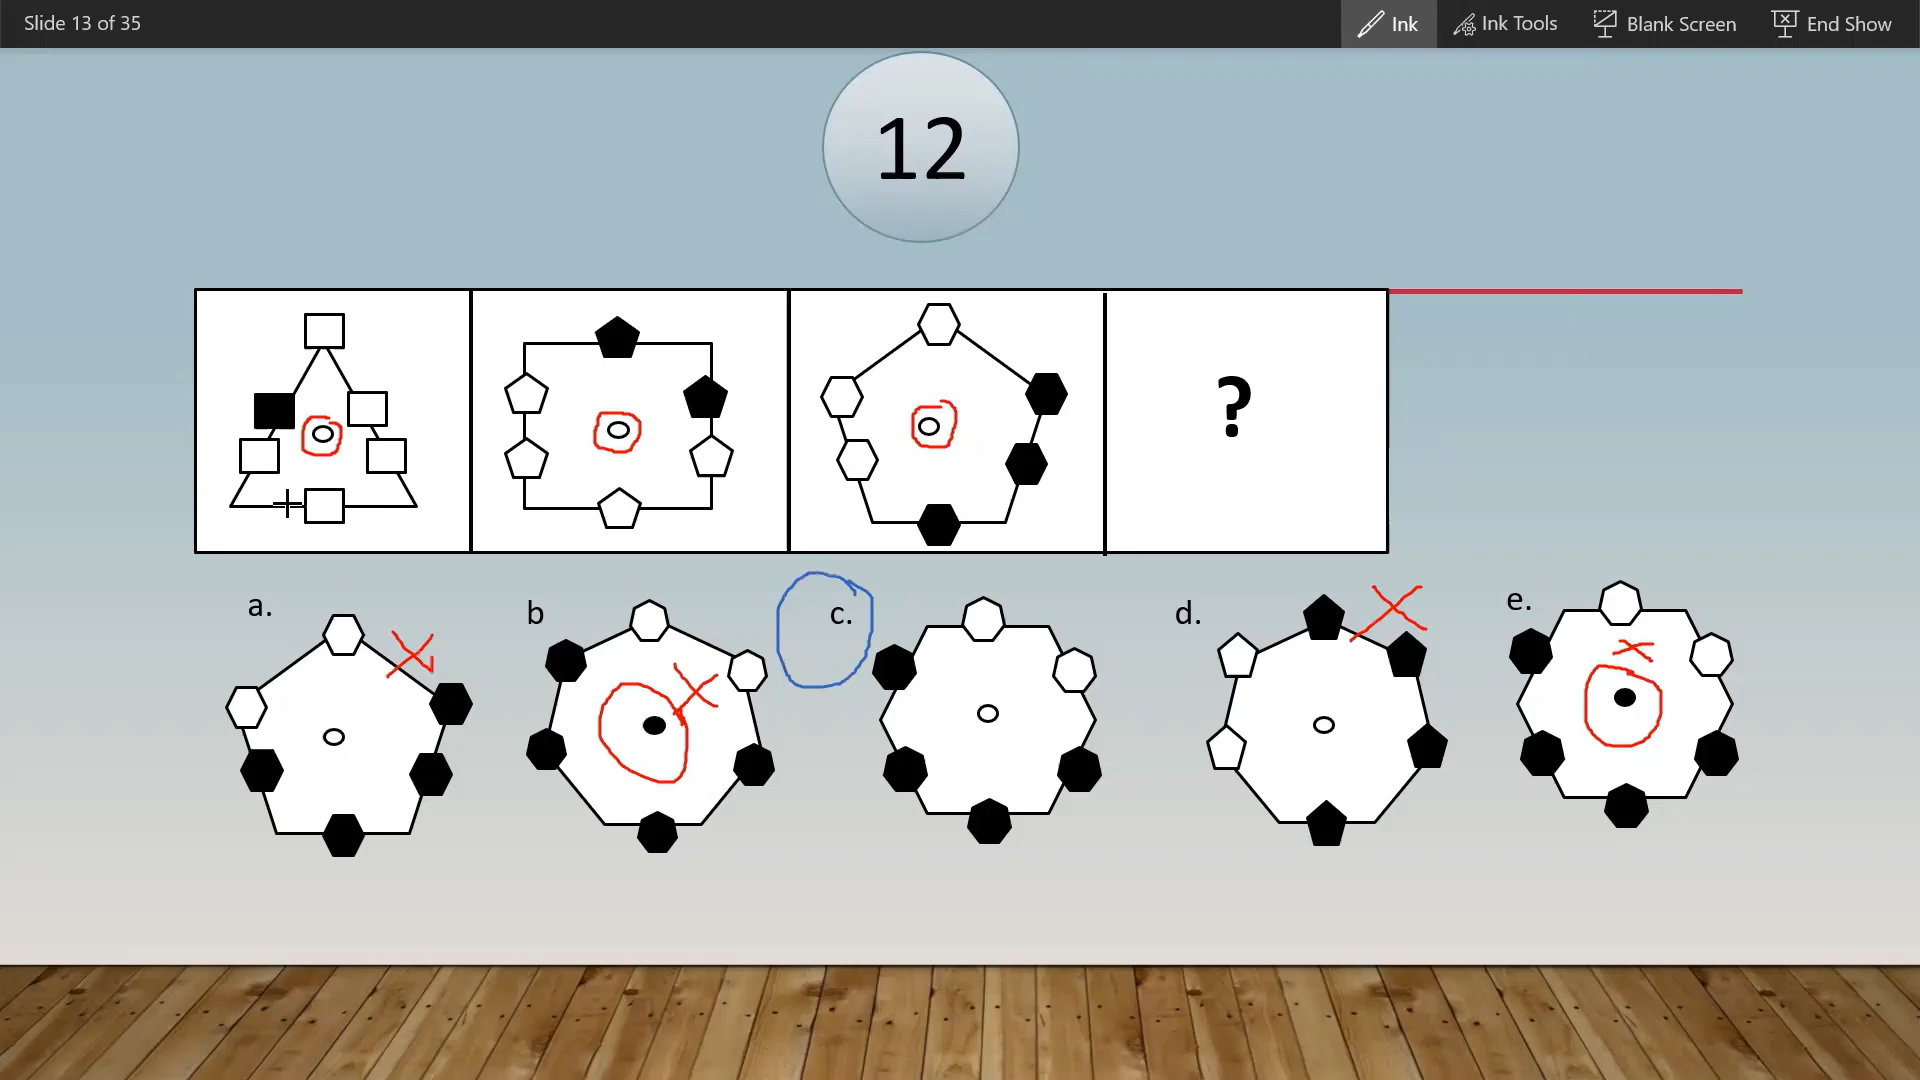 Slide 13 of 35
Ink
Ink Tools
Blank Screen
End Show
12
?
a.
b
c.
d.
e.